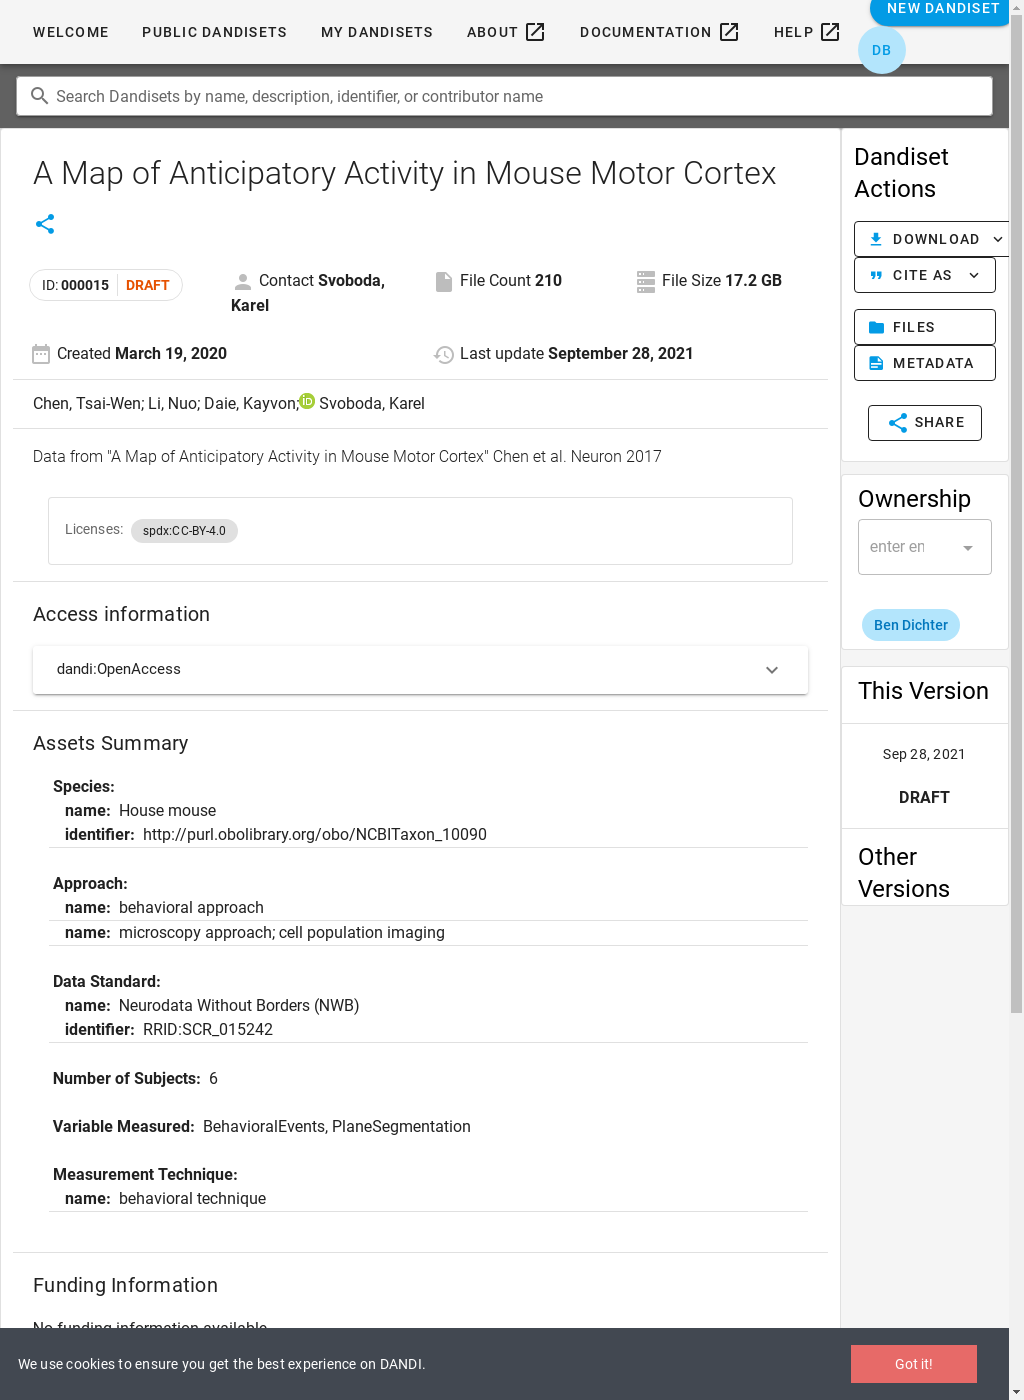 WELCOME PUBLIC DANDISETS MY DANDISETS ABOUT DOCUMENTATION HELP NEW DANDISET
DB
Search Dandisets by name, description, identifier, or contributor name
A Map of Anticipatory Activity in Mouse Motor Cortex
ID: 000015 DRAFT
Contact Svoboda,
Karel
File Count 210
File Size 17.2 GB
Created March 19, 2020
Last update September 28, 2021
Chen, Tsai-Wen; Li, Nuo; Daie, Kayvon; iD Svoboda, Karel
Data from "A Map of Anticipatory Activity in Mouse Motor Cortex" Chen et al. Neuron 2017
Licenses: spdx:CC-BY-4.0
Access information
dandi:OpenAccess
Assets Summary
Species:
name: House mouse
identifier: http://purl.obolibrary.org/obo/NCBITaxon_10090
Approach:
name: behavioral approach
name: microscopy approach; cell population imaging
Data Standard:
name: Neurodata Without Borders (NWB)
identifier: RRID:SCR_015242
Number of Subjects: 6
Variable Measured: BehavioralEvents, PlaneSegmentation
Measurement Technique:
name: behavioral technique
Funding Information
No funding information available
Dandiset
Actions
DOWNLOAD
CITE AS
FILES
METADATA
SHARE
Ownership
enter en
Ben Dichter
This Version
Sep 28, 2021
DRAFT
Other
Versions
We use cookies to ensure you get the best experience on DANDI.
Got it!